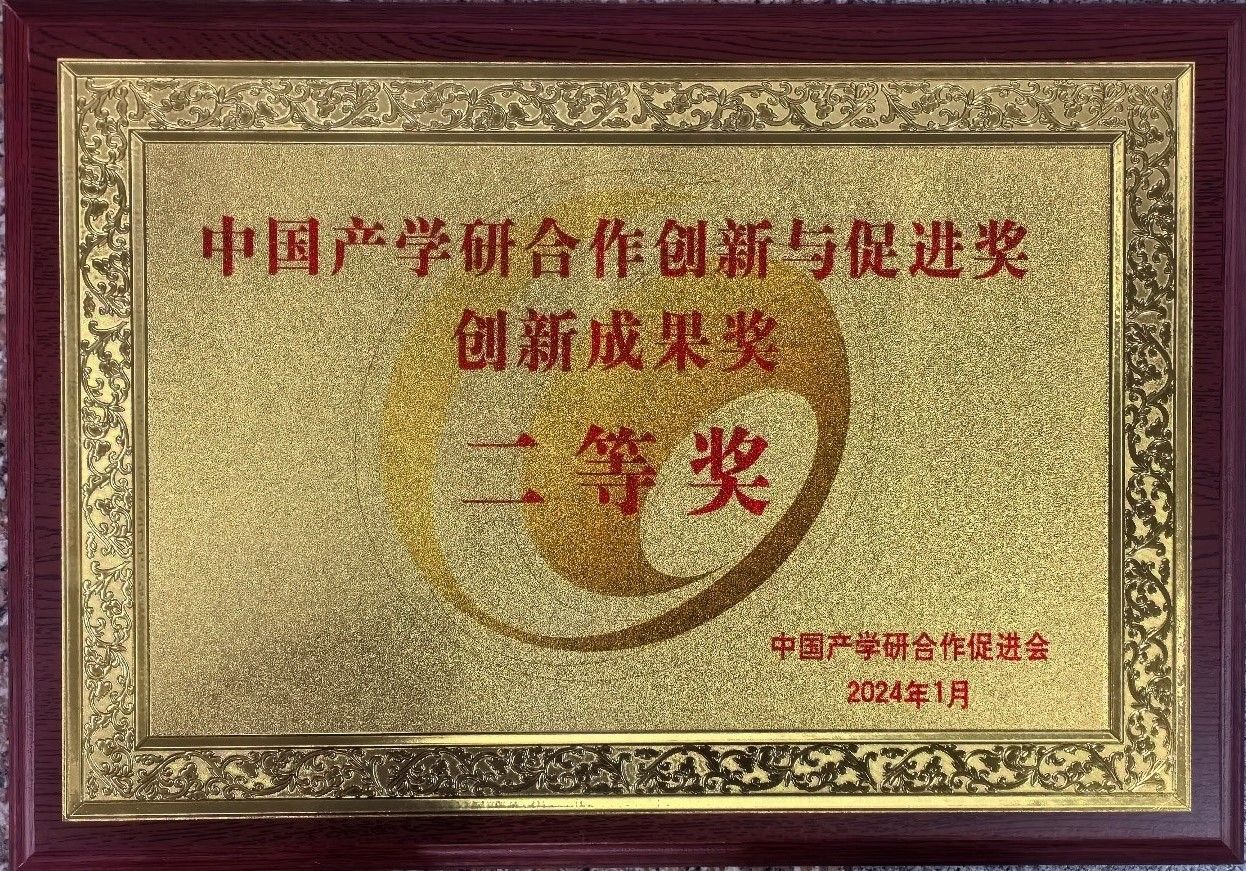 中国产学研合作创新与促进奖
创新成果奖
二等奖
中国产学研合作促进会
2024年1月